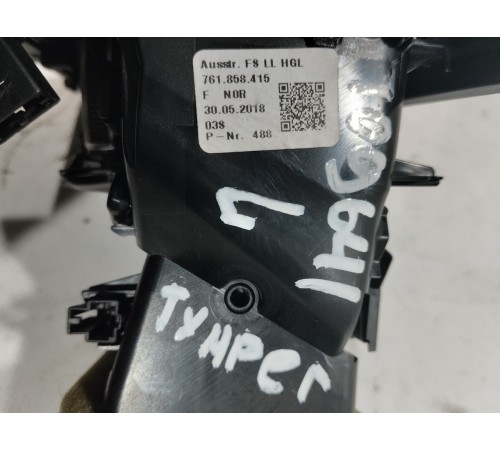 Ausstr. FS LL HGL
761.858.415
F NOR
30.05.2018
038
P-Nr. 488
L
Туарег